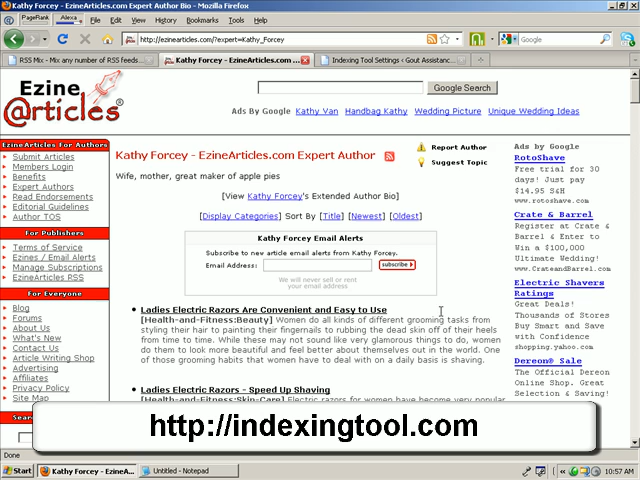 Kathy Forcey - EzineArticles.com Expert Author - Mozilla Firefox
File Edit View History Bookmarks Tools Help
PageRank Alexa
http://ezinearticles.com/?expert=Kathy_Forcey
Google
RSS Mix - Mix any number of RSS feeds...
Kathy Forcey - EzineArticles.com ...
Indexing Tool Settings ‹ Gout Assistanc...
Ezine @rticles
Google Search
Ads By Google Kathy Van Handbag Kathy Wedding Picture Unique Wedding Ideas
EzineArticles For Authors
Submit Articles
Members Login
Benefits
Expert Authors
Read Endorsements
Editorial Guidelines
Author TOS
For Publishers
Terms of Service
Ezines / Email Alerts
Manage Subscriptions
EzineArticles RSS
For Everyone
Blog
Forums
About Us
What's New
Contact Us
Article Writing Shop
Advertising
Affiliates
Privacy Policy
Site Map
Kathy Forcey - EzineArticles.com Expert Author
Report Author
Suggest Topic
Wife, mother, great maker of apple pies
[View Kathy Forcey's Extended Author Bio]
[Display Categories] Sort By [Title] [Newest] [Oldest]
Kathy Forcey Email Alerts
Subscribe to new article email alerts from Kathy Forcey.
Email Address: subscribe
We will never sell or rent
your email address.
Ladies Electric Razors Are Convenient and Easy to Use
[Health-and-Fitness:Beauty] Women do all kinds of different grooming tasks from
styling their hair to painting their fingernails to rubbing the dead skin off of their heels
from time to time. While these may not sound like very glamorous things to do, women
do them to look more beautiful and feel better about themselves out in the world. One
of those grooming habits that women have to deal with on a daily basis is shaving.
Ladies Electric Razors - Speed Up Shaving
[Health-and-Fitness:Skin-Care] Electric razors for women have become very popular
Ads by Google
RotoShave
Free trial for 30
days! Just pay
$14.95 S&H
www.rotoshave.com
Crate & Barrel
Register at Crate &
Barrel & Enter to
Win a $100,000
Ultimate Wedding!
www.CrateandBarrel.com
Electric Shavers
Ratings
Great Deals!
Thousands of Stores
Buy Smart and Save
with Confidence
shopping.yahoo.com
Dereon® Sale
The Official Dereon
Online Shop. Great
Selection & Saving!
http://indexingtool.com
Done
Start
Kathy Forcey - EzineA...
Untitled - Notepad
10:57 AM